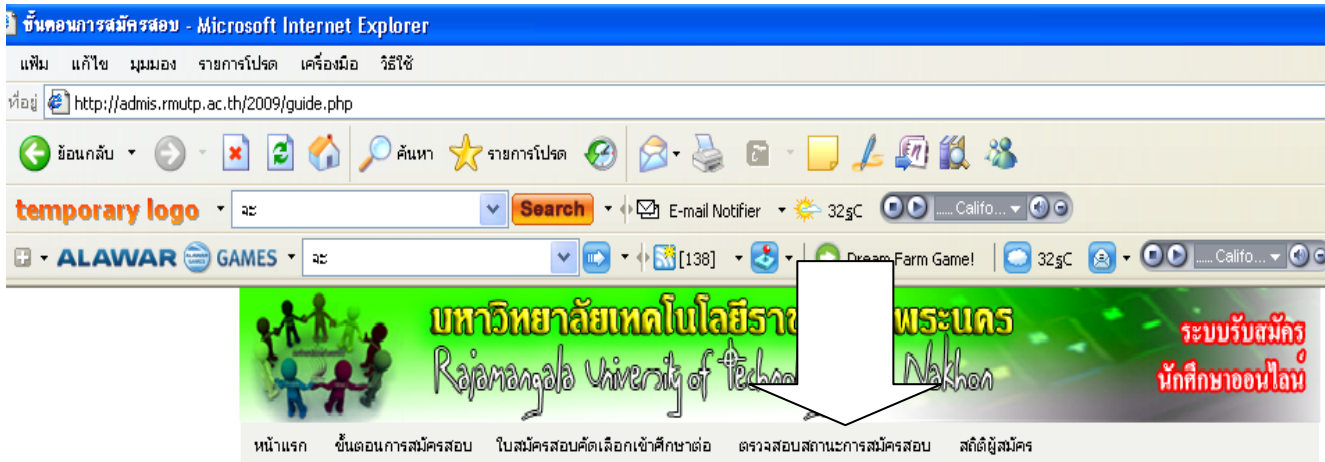 ขั้นตอนการสมัครสอบ - Microsoft Internet Explorer
แฟ้ม แก้ไข มุมมอง รายการโปรด เครื่องมือ วิธีใช้
ที่อยู่ http://admis.rmutp.ac.th/2009/guide.php
ย้อนกลับ ค้นหา รายการโปรด
temporary logo จะ Search E-mail Notifier 32ºC ..... Califo...
ALAWAR GAMES จะ [138] Dream Farm Game! 32ºC ..... Califo...
มหาวิทยาลัยเทคโนโลยีราช พระนคร
Rajamangala University of Techno Nakhon
ระบบรับสมัคร
นักศึกษาออนไลน์
หน้าแรก ขั้นตอนการสมัครสอบ ใบสมัครสอบคัดเลือกเข้าศึกษาต่อ ตรวจสอบสถานะการสมัครสอบ สถิติผู้สมัคร